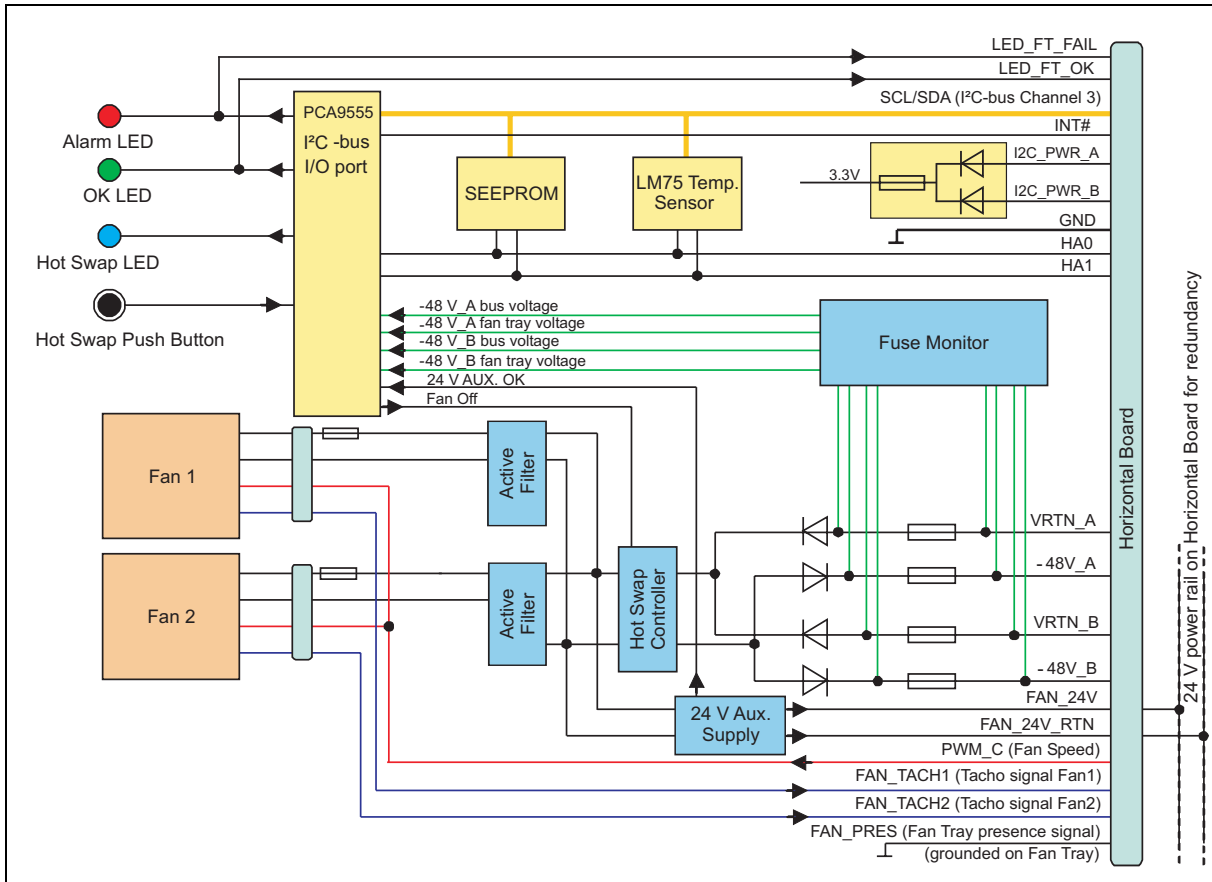 LED_FT_FAIL
LED_FT_OK
SCL/SDA (I²C-bus Channel 3)
INT#
PCA9555
I²C -bus
I/O port
Alarm LED
OK LED
Hot Swap LED
Hot Swap Push Button
SEEPROM
LM75 Temp.
Sensor
3.3V
I2C_PWR_A
I2C_PWR_B
GND
HA0
HA1
-48 V_A bus voltage
-48 V_A fan tray voltage
-48 V_B bus voltage
-48 V_B fan tray voltage
24 V AUX. OK
Fan Off
Fuse Monitor
Fan 1
Active
Filter
Fan 2
Active
Filter
Hot Swap
Controller
VRTN_A
- 48V_A
VRTN_B
- 48V_B
24 V Aux.
Supply
FAN_24V
FAN_24V_RTN
PWM_C (Fan Speed)
FAN_TACH1 (Tacho signal Fan1)
FAN_TACH2 (Tacho signal Fan2)
FAN_PRES (Fan Tray presence signal)
(grounded on Fan Tray)
Horizontal Board
24 V power rail on Horizontal Board for redundancy